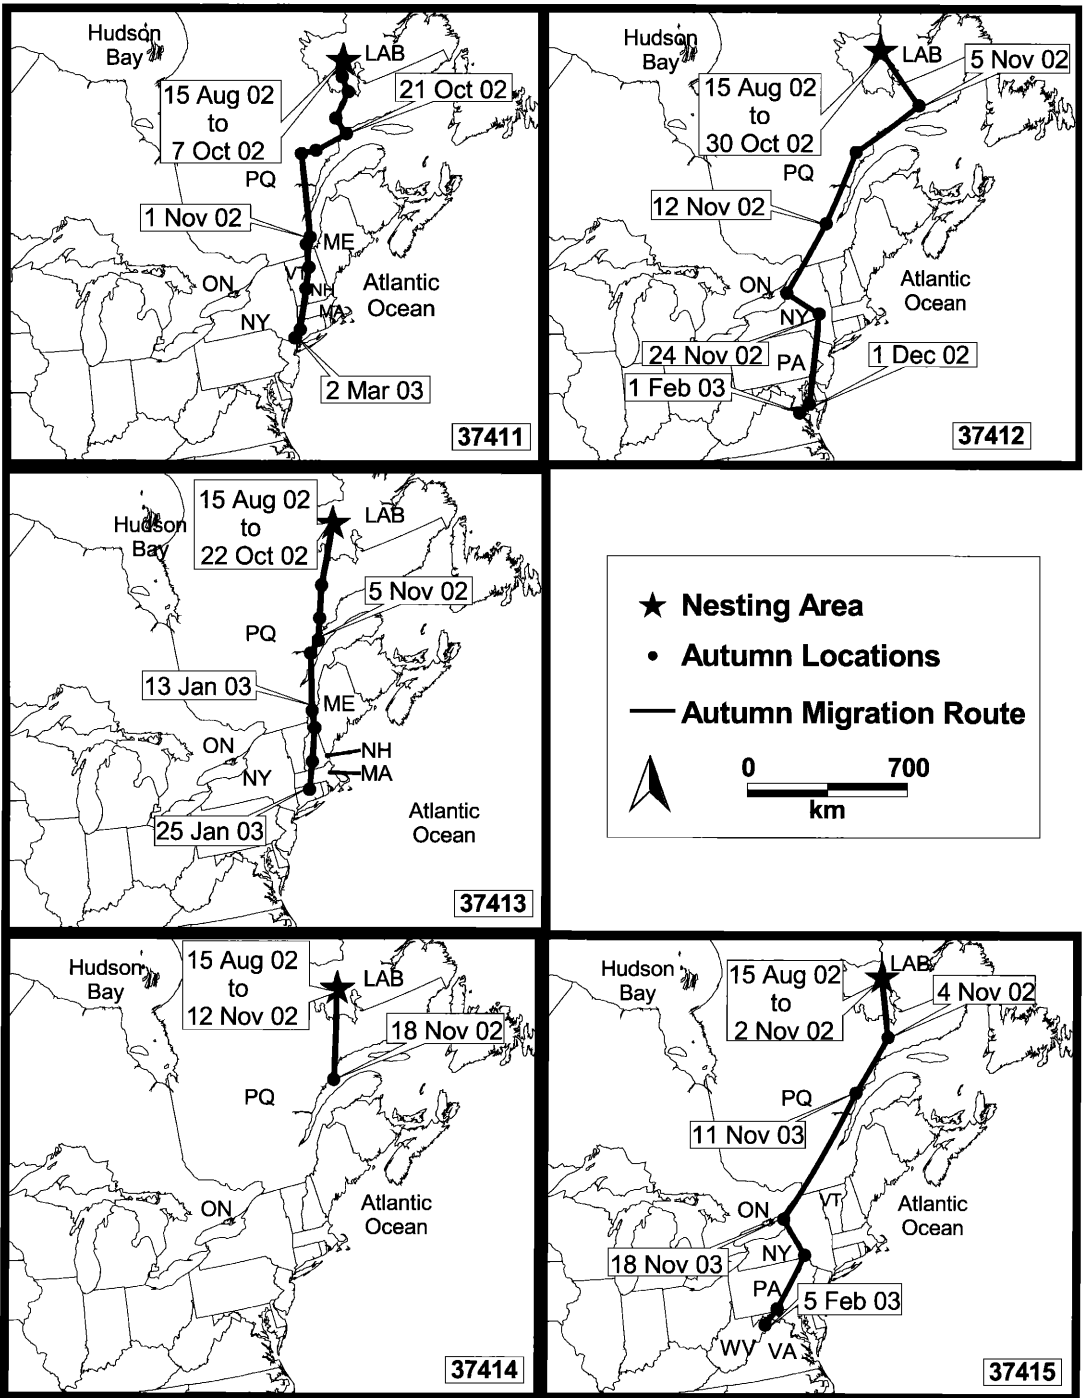 Hudson
Bay
LAB
15 Aug 02
to
7 Oct 02
21 Oct 02
PQ
1 Nov 02
ME
ON
VT
NH
MA
NY
Atlantic
Ocean
2 Mar 03
37411
Hudson
Bay
LAB
5 Nov 02
15 Aug 02
to
30 Oct 02
PQ
12 Nov 02
ON
NY
Atlantic
Ocean
24 Nov 02
PA
1 Dec 02
1 Feb 03
37412
15 Aug 02
to
22 Oct 02
LAB
Hudson
Bay
5 Nov 02
PQ
13 Jan 03
ME
ON
NH
NY
MA
Atlantic
Ocean
25 Jan 03
37413
Nesting Area
Autumn Locations
Autumn Migration Route
0 700
km
15 Aug 02
to
12 Nov 02
Hudson
Bay
LAB
18 Nov 02
PQ
ON
Atlantic
Ocean
37414
Hudson
Bay
15 Aug 02
to
2 Nov 02
LAB
4 Nov 02
PQ
11 Nov 03
ON
VT
Atlantic
Ocean
NY
18 Nov 03
PA
5 Feb 03
WV
VA
37415